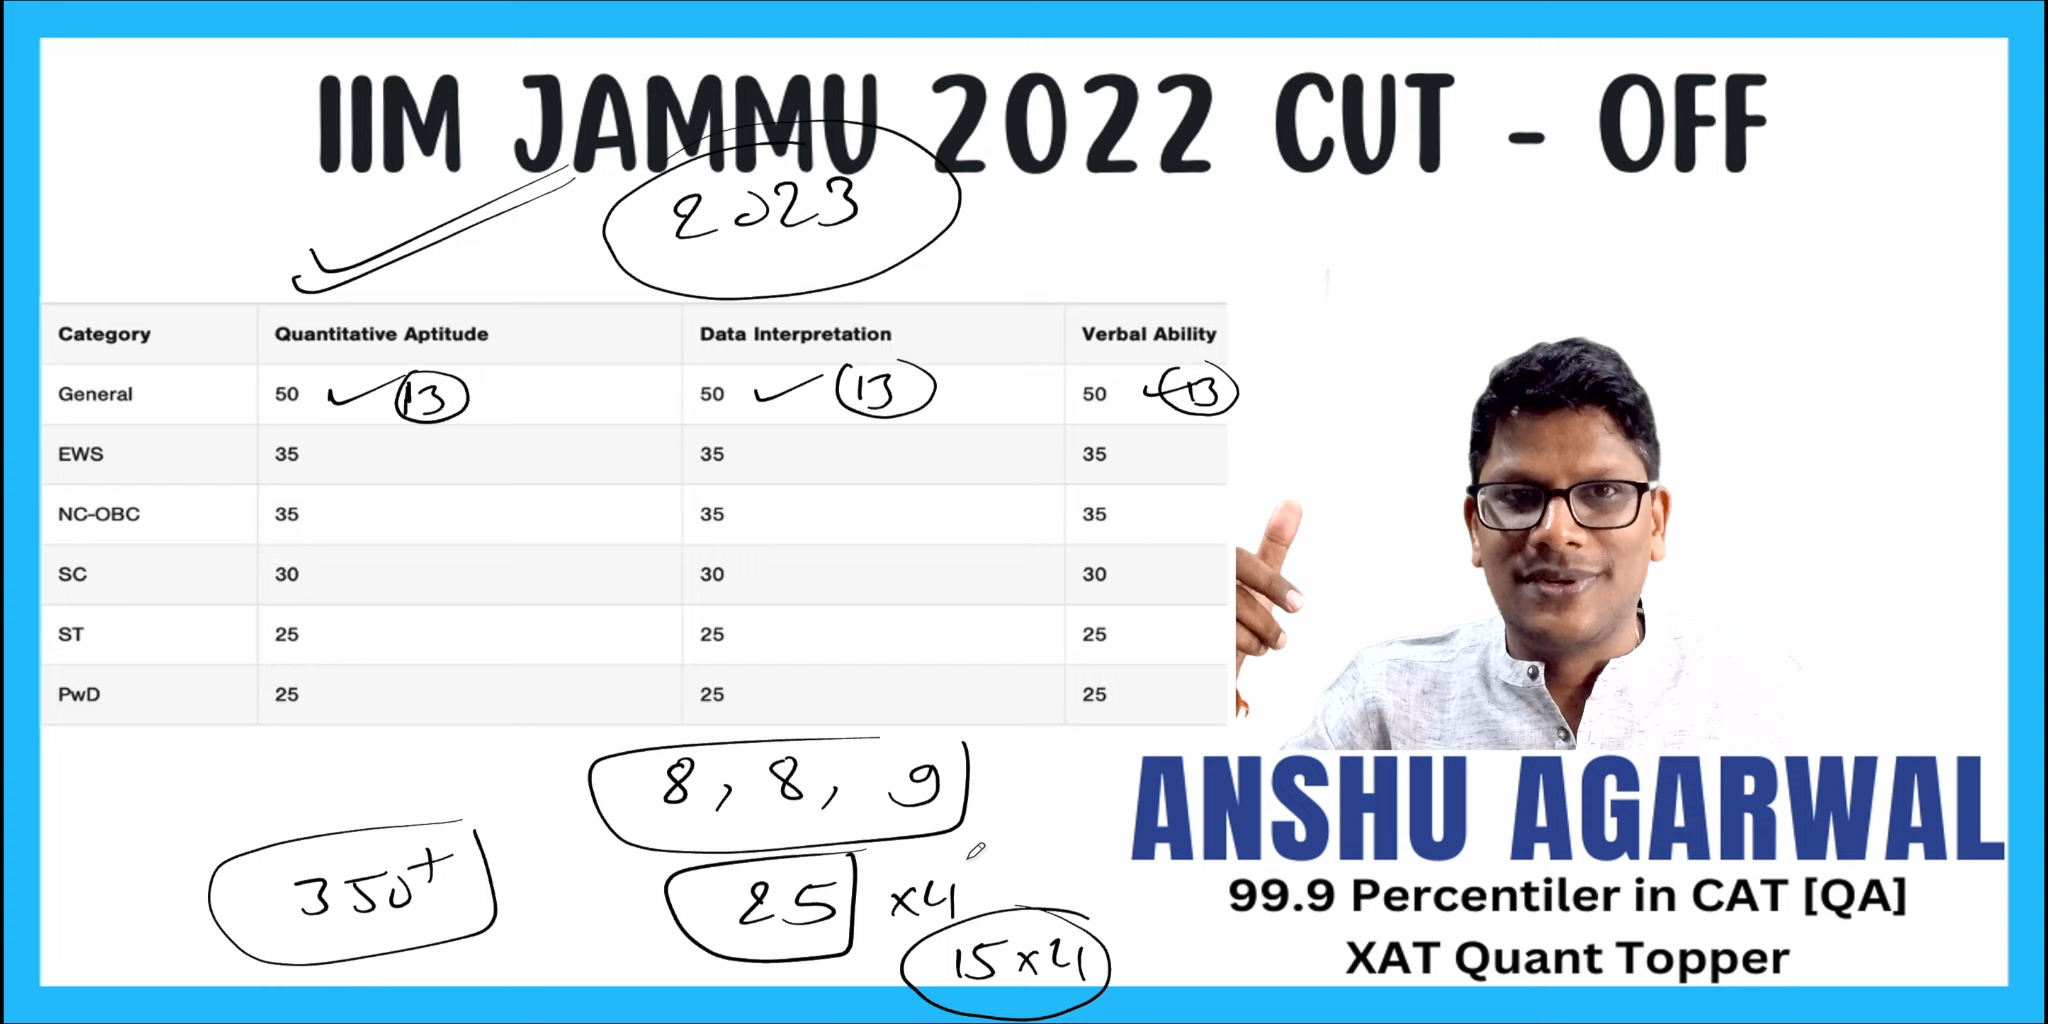 IIM JAMMU 2022 CUT - OFF
2023
Category Quantitative Aptitude Data Interpretation Verbal Ability
General 50 13 50 13 50 13
EWS 35 35 35
NC-OBC 35 35 35
SC 30 30 30
ST 25 25 25
PwD 25 25 25
8, 8, 9
350+
25 x4
15x4
ANSHU AGARWAL
99.9 Percentiler in CAT [QA]
XAT Quant Topper